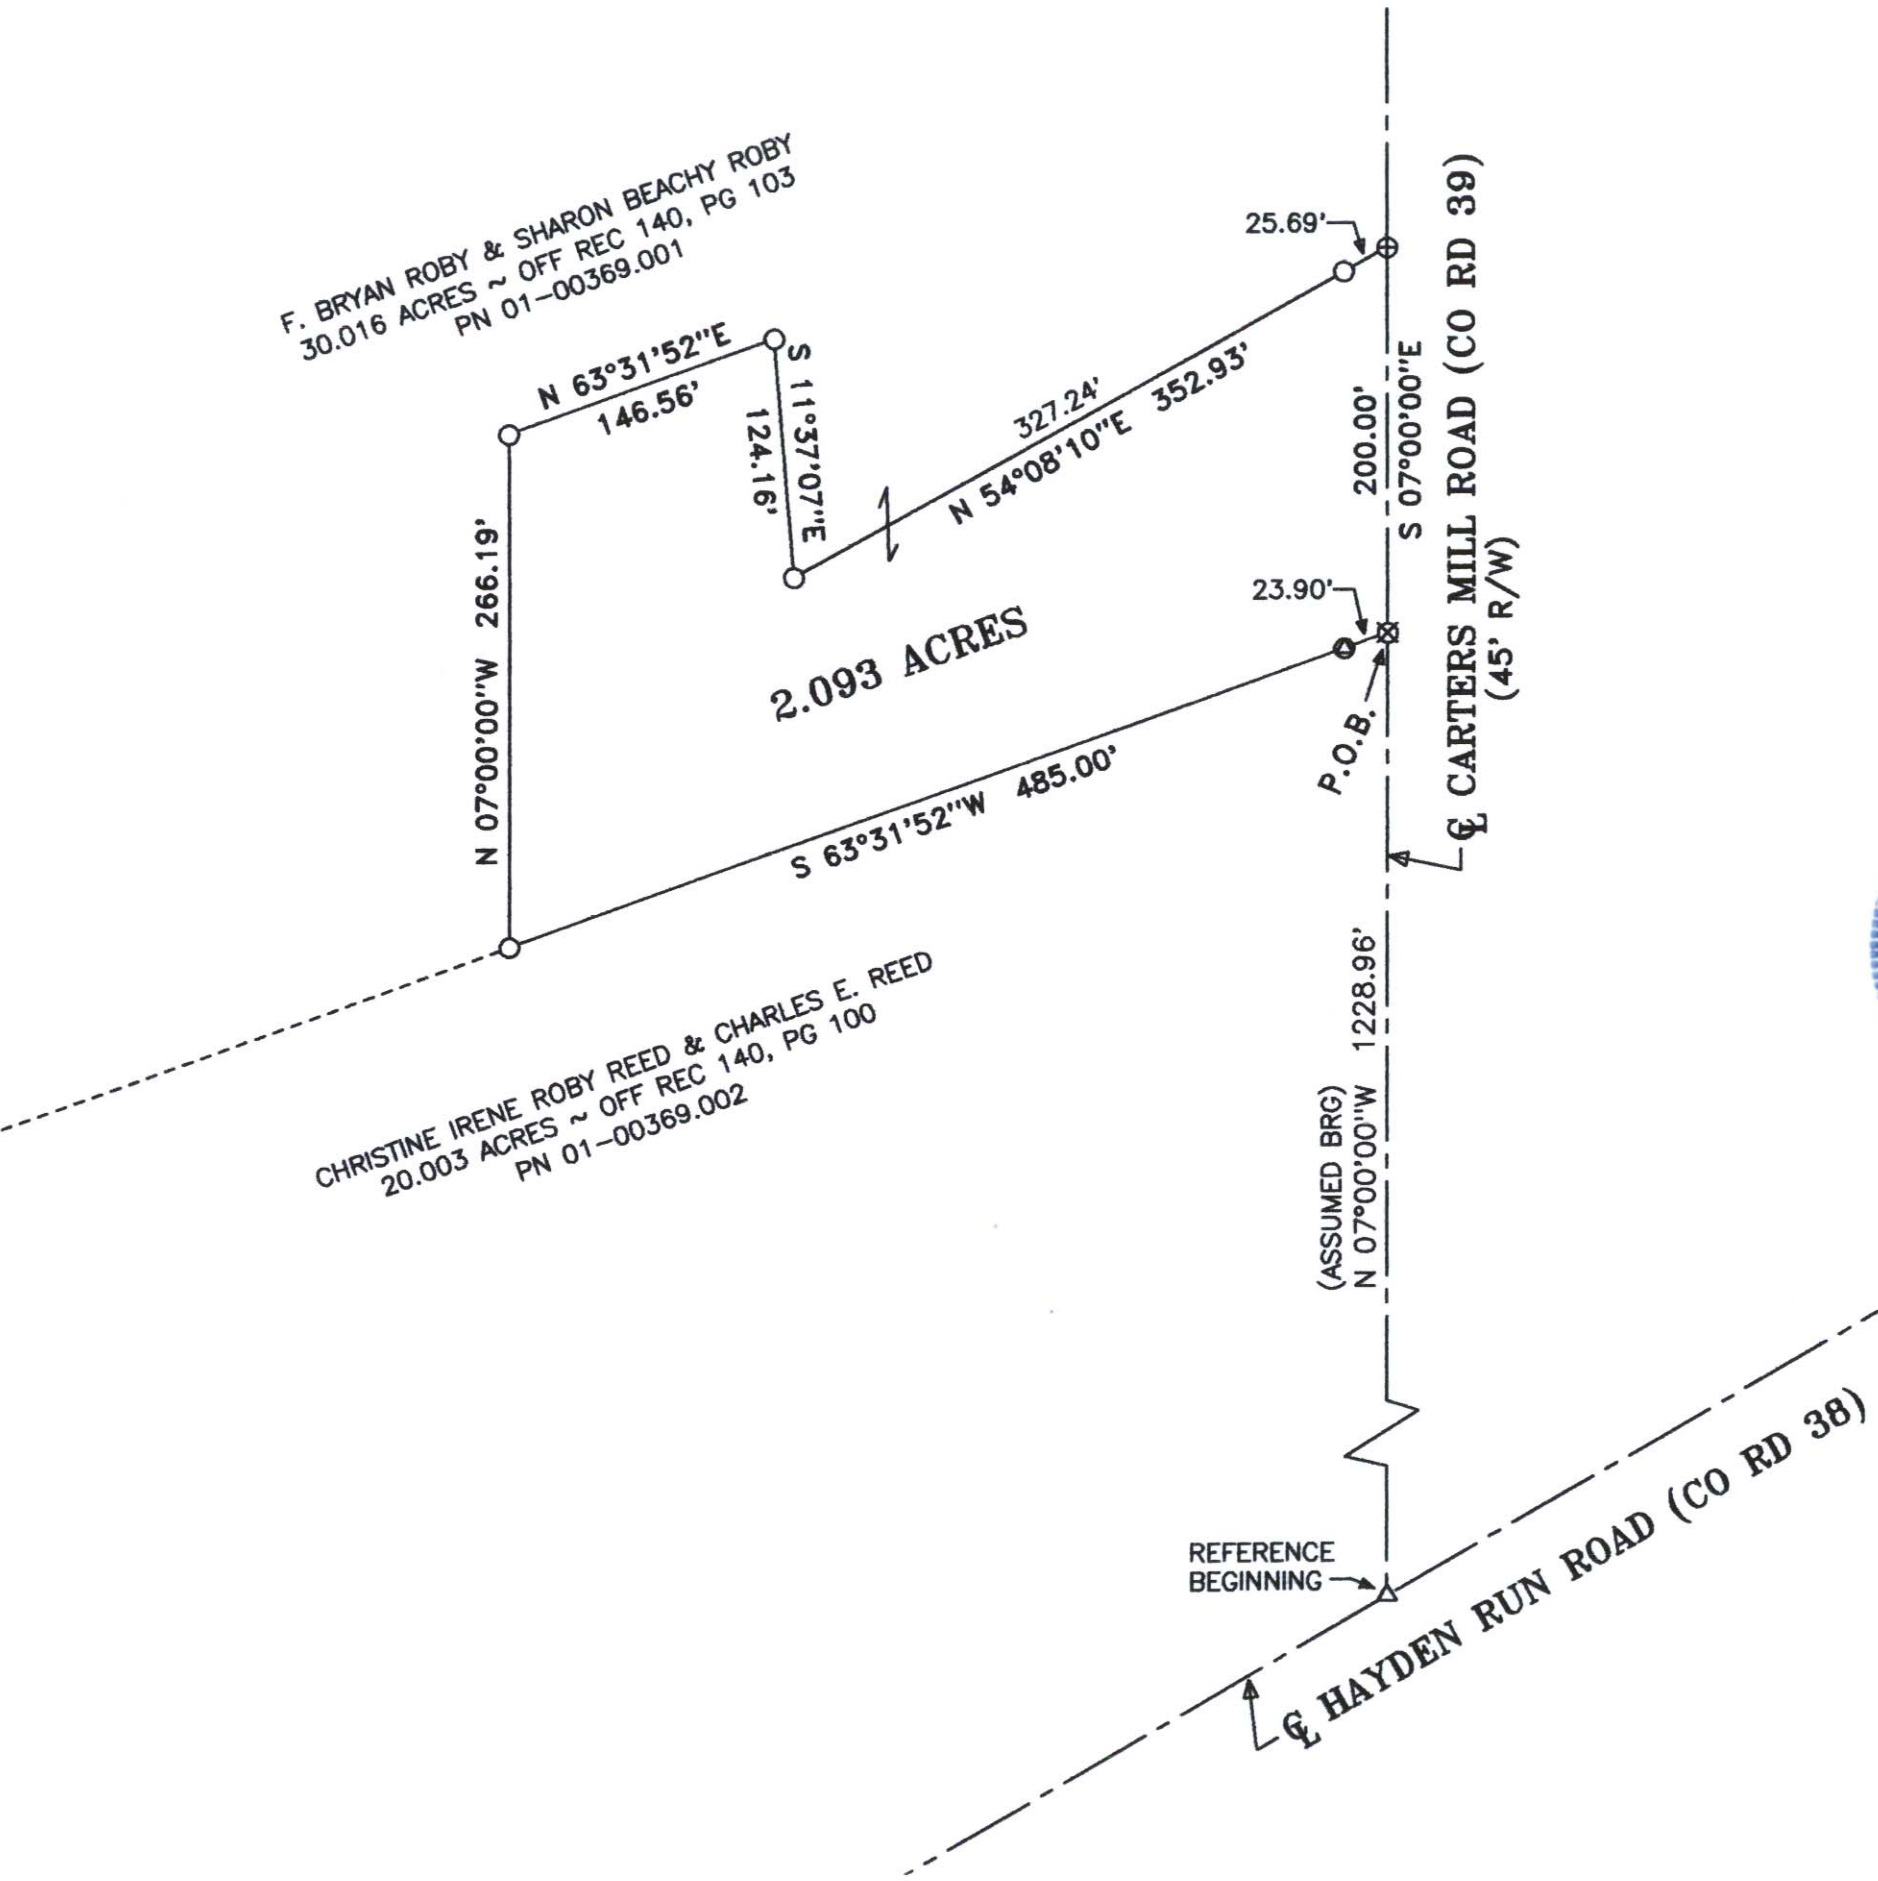 F. BRYAN ROBY & SHARON BEACHY ROBY
30.016 ACRES ~ OFF REC 140, PG 103
PN 01-00369.001
N 63°31'52"E
146.56'
S 11°37'07"E
124.16'
25.69'
327.24'
N 54°08'10"E 352.93'
200.00'
S 07°00'00"E
℄ CARTERS MILL ROAD (CO RD 39)
(45' R/W)
N 07°00'00"W 266.19'
23.90'
2.093 ACRES
P.O.B.
S 63°31'52"W 485.00'
CHRISTINE IRENE ROBY REED & CHARLES E. REED
20.003 ACRES ~ OFF REC 140, PG 100
PN 01-00369.002
(ASSUMED BRG)
N 07°00'00"W 1228.96'
REFERENCE
BEGINNING
℄ HAYDEN RUN ROAD (CO RD 38)